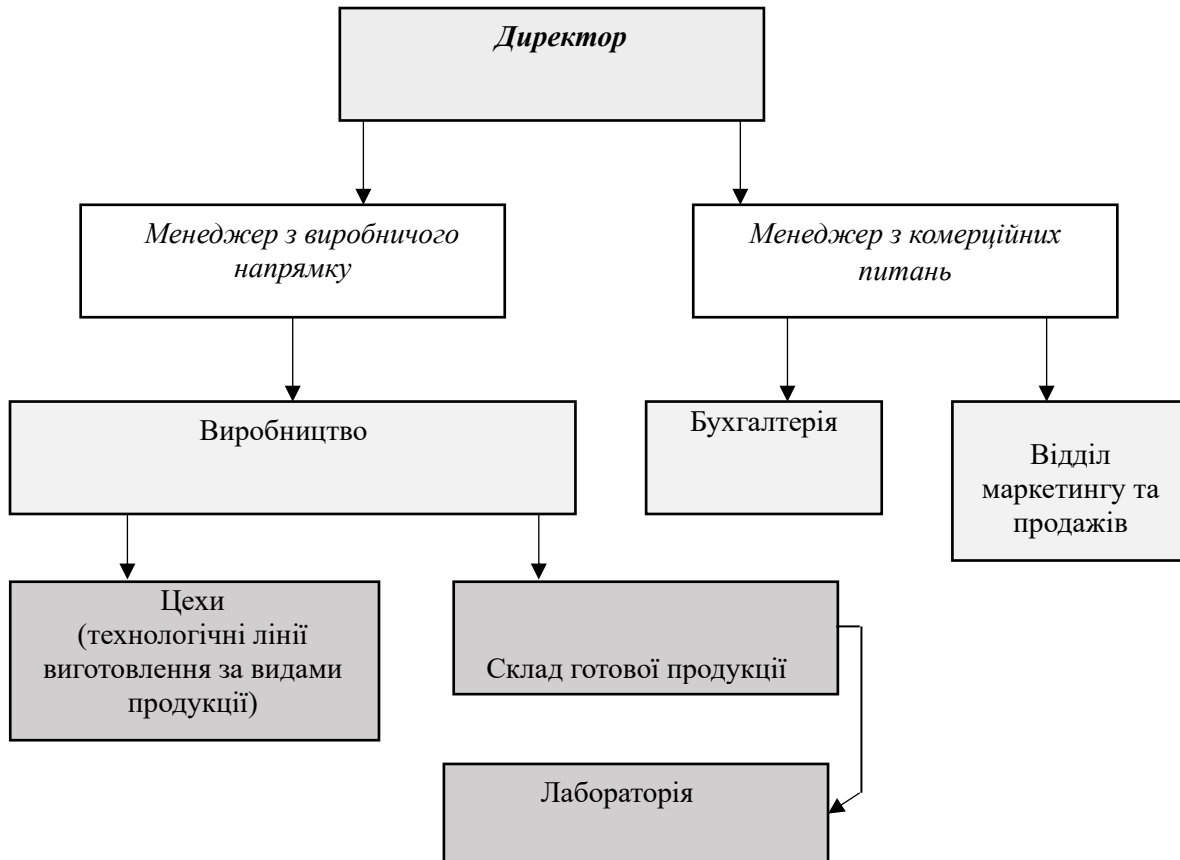 Директор
Менеджер з виробничого
напрямку
Менеджер з комерційних
питань
Виробництво
Бухгалтерія
Відділ
маркетингу та
продажів
Цехи
(технологічні лінії
виготовлення за видами
продукції)
Склад готової продукції
Лабораторія